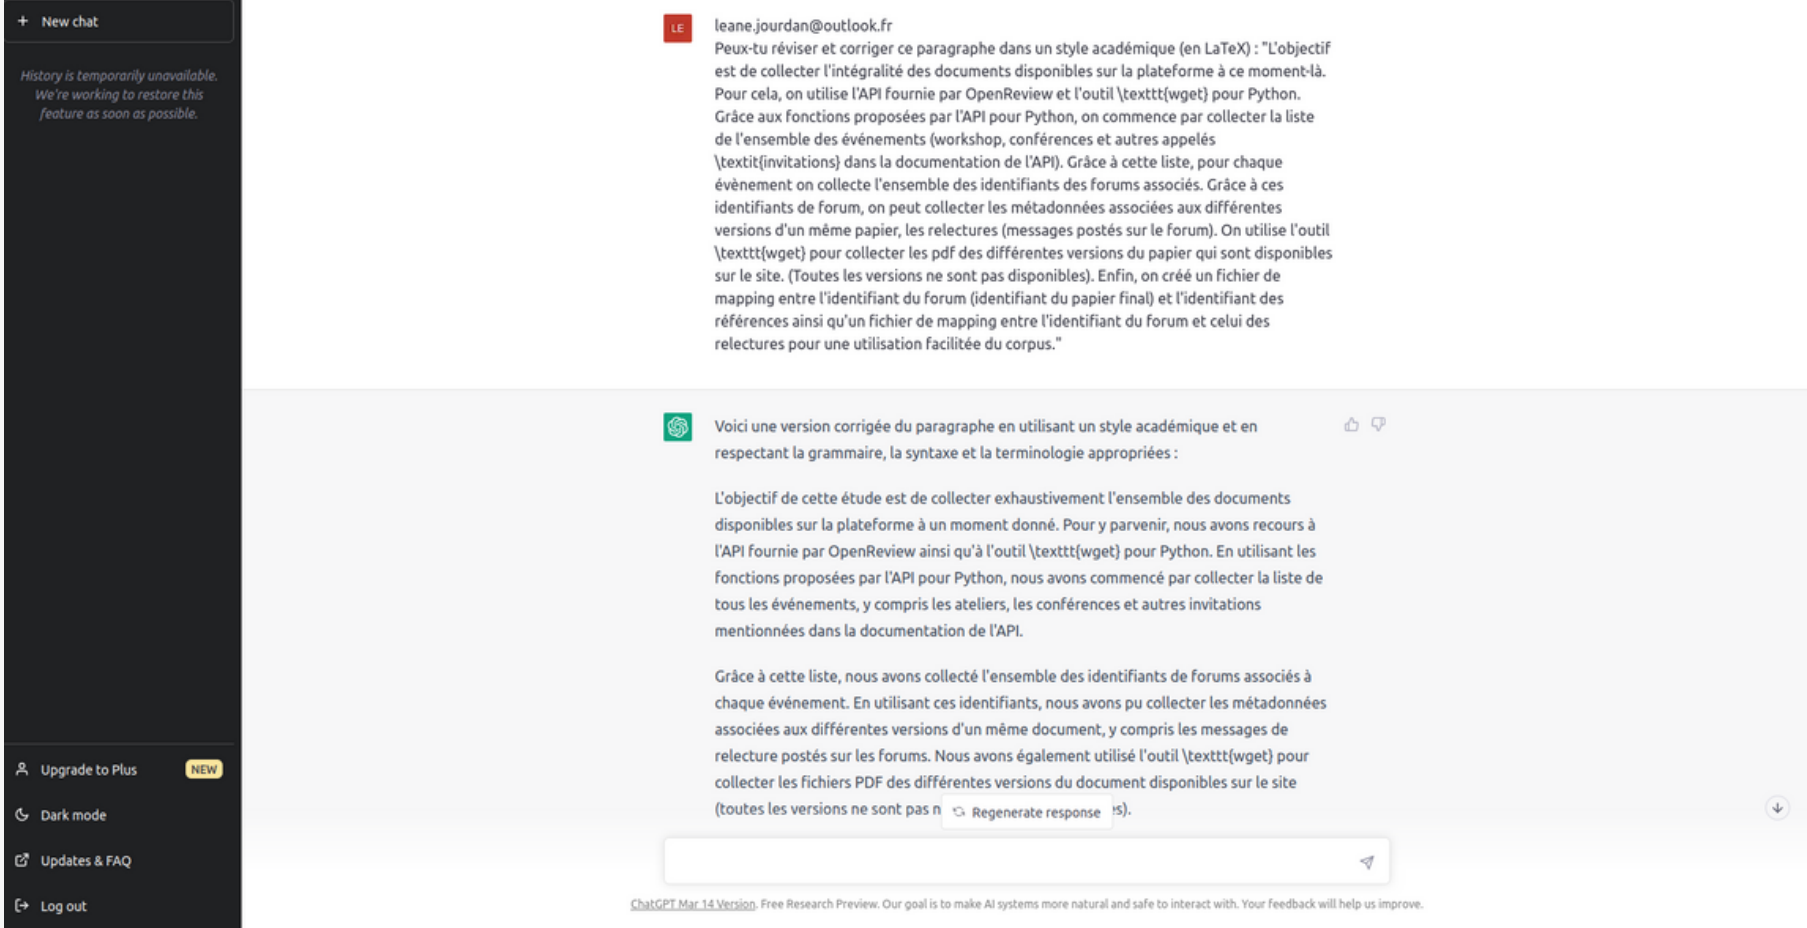 + New chat
History is temporarily unavailable.
We're working to restore this
feature as soon as possible.
Upgrade to Plus NEW
Dark mode
Updates & FAQ
Log out
LE
leane.jourdan@outlook.fr
Peux-tu réviser et corriger ce paragraphe dans un style académique (en LaTeX) : "L'objectif
est de collecter l'intégralité des documents disponibles sur la plateforme à ce moment-là.
Pour cela, on utilise l'API fournie par OpenReview et l'outil \texttt{wget} pour Python.
Grâce aux fonctions proposées par l'API pour Python, on commence par collecter la liste
de l'ensemble des événements (workshop, conférences et autres appelés
\textit{invitations} dans la documentation de l'API). Grâce à cette liste, pour chaque
évènement on collecte l'ensemble des identifiants des forums associés. Grâce à ces
identifiants de forum, on peut collecter les métadonnées associées aux différentes
versions d'un même papier, les relectures (messages postés sur le forum). On utilise l'outil
\texttt{wget} pour collecter les pdf des différentes versions du papier qui sont disponibles
sur le site. (Toutes les versions ne sont pas disponibles). Enfin, on créé un fichier de
mapping entre l'identifiant du forum (identifiant du papier final) et l'identifiant des
références ainsi qu'un fichier de mapping entre l'identifiant du forum et celui des
relectures pour une utilisation facilitée du corpus."
Voici une version corrigée du paragraphe en utilisant un style académique et en
respectant la grammaire, la syntaxe et la terminologie appropriées :
L'objectif de cette étude est de collecter exhaustivement l'ensemble des documents
disponibles sur la plateforme à un moment donné. Pour y parvenir, nous avons recours à
l'API fournie par OpenReview ainsi qu'à l'outil \texttt{wget} pour Python. En utilisant les
fonctions proposées par l'API pour Python, nous avons commencé par collecter la liste de
tous les événements, y compris les ateliers, les conférences et autres invitations
mentionnées dans la documentation de l'API.
Grâce à cette liste, nous avons collecté l'ensemble des identifiants de forums associés à
chaque événement. En utilisant ces identifiants, nous avons pu collecter les métadonnées
associées aux différentes versions d'un même document, y compris les messages de
relecture postés sur les forums. Nous avons également utilisé l'outil \texttt{wget} pour
collecter les fichiers PDF des différentes versions du document disponibles sur le site
(toutes les versions ne sont pas n es).
Regenerate response
ChatGPT Mar 14 Version. Free Research Preview. Our goal is to make AI systems more natural and safe to interact with. Your feedback will help us improve.